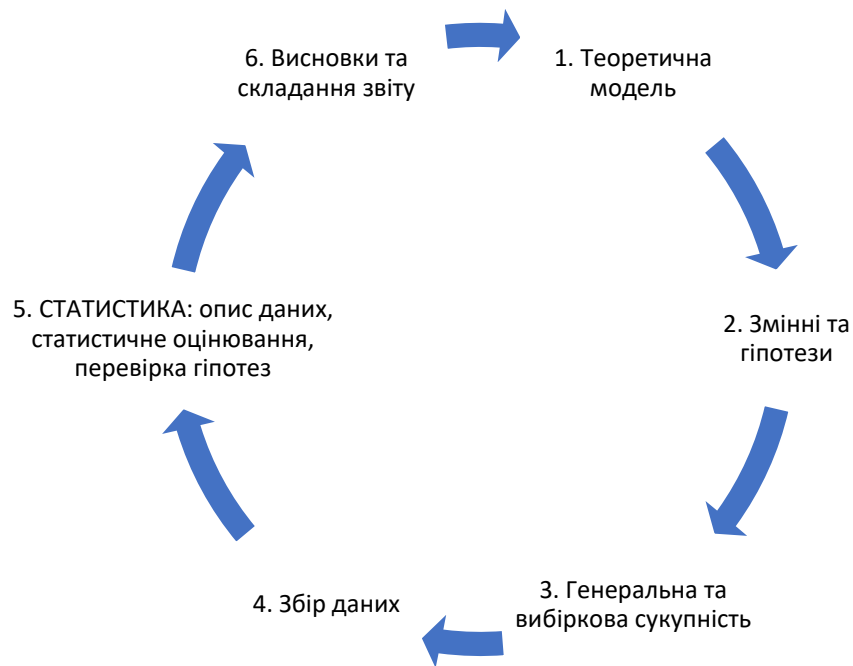 1. Теоретична
модель
2. Змінні та
гіпотези
3. Генеральна та
вибіркова сукупність
4. Збір даних
5. СТАТИСТИКА: опис даних,
статистичне оцінювання,
перевірка гіпотез
6. Висновки та
складання звіту